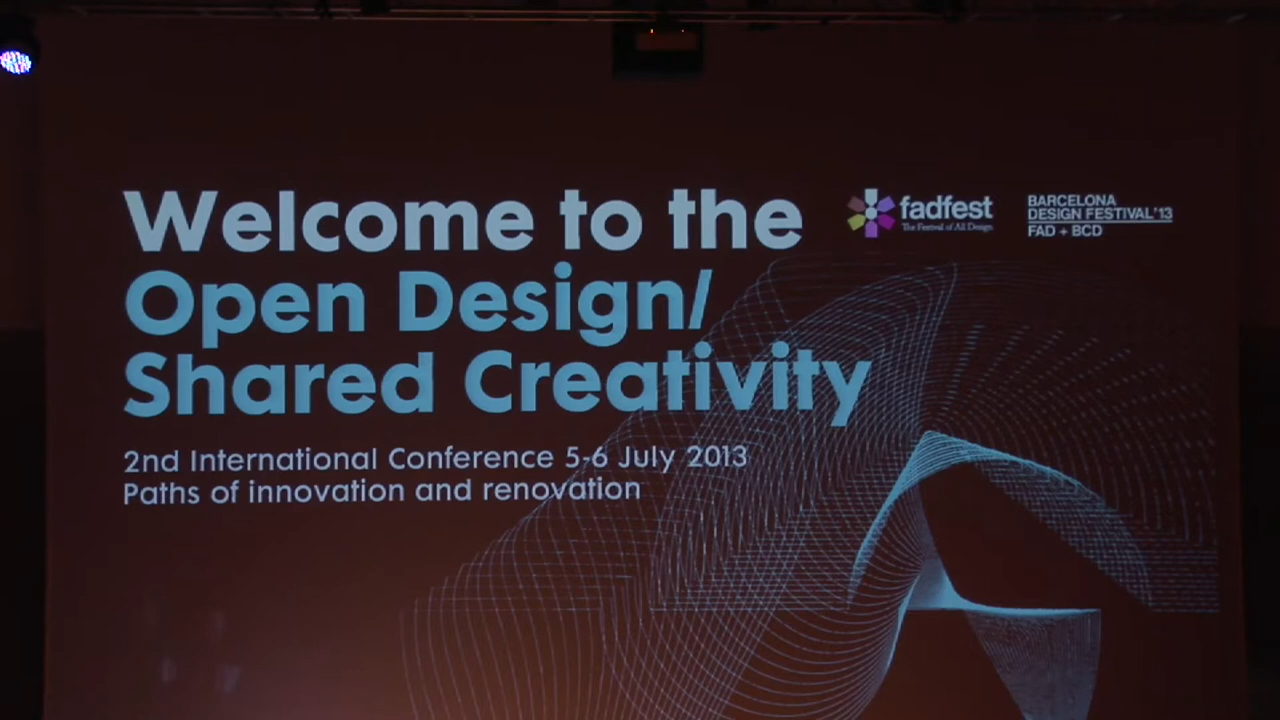 Welcome to the
Open Design/
Shared Creativity
2nd International Conference 5-6 July 2013
Paths of innovation and renovation
fadfest
The Festival of All Design
BARCELONA
DESIGN FESTIVAL'13
FAD + BCD